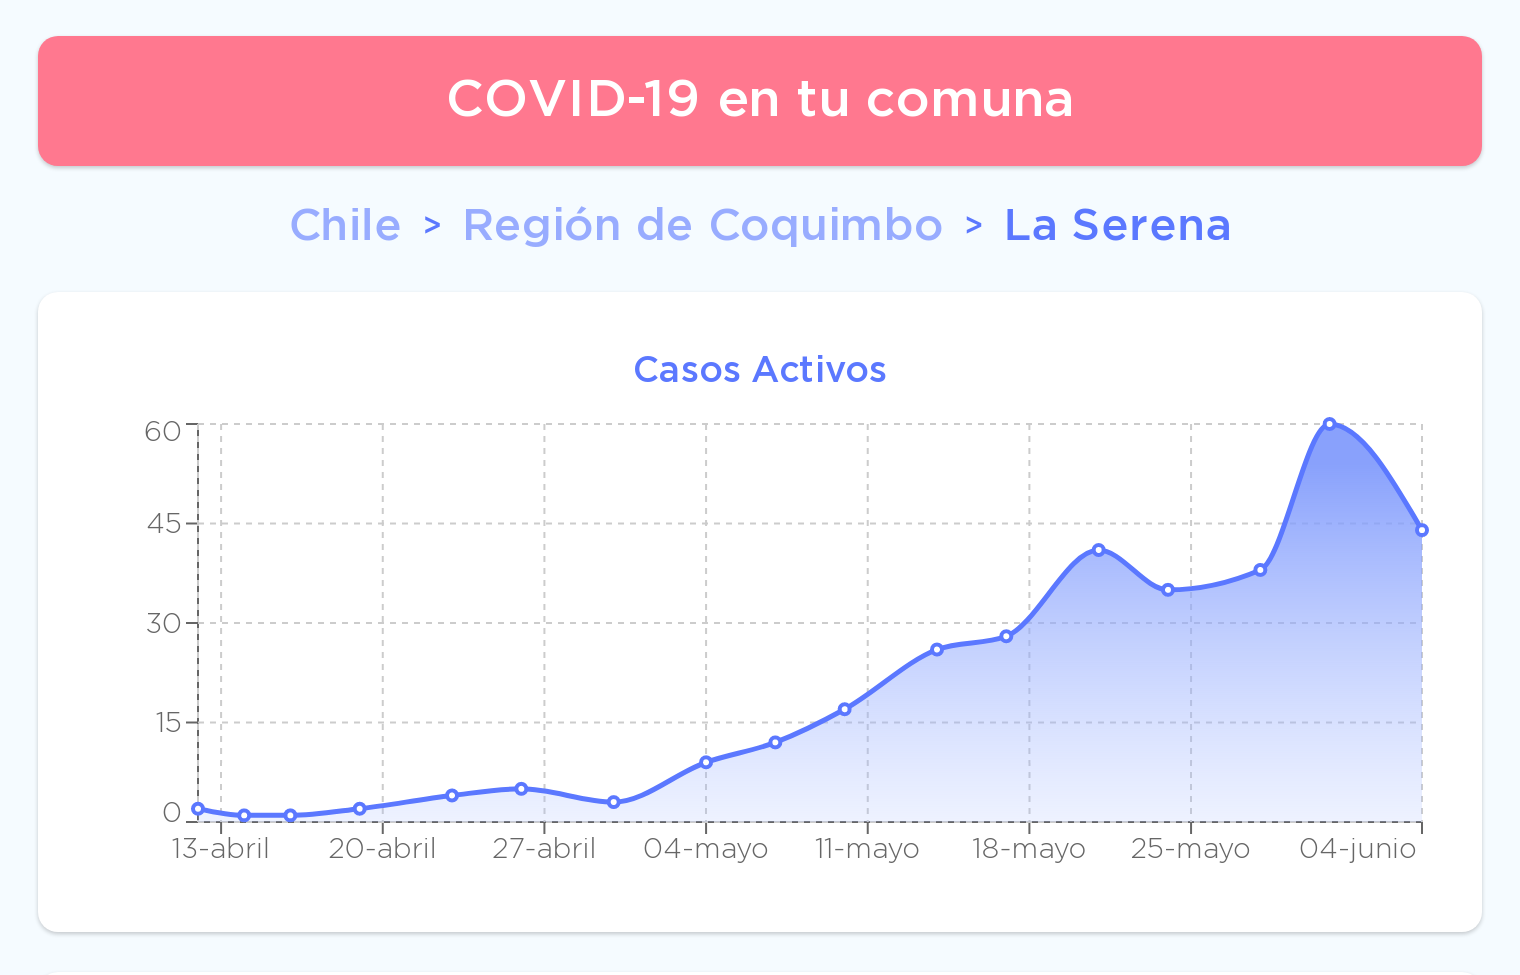 COVID-19 en tu comuna
Chile > Región de Coquimbo > La Serena
Casos Activos
60
45
30
15
0
13-abril 20-abril 27-abril 04-mayo 11-mayo 18-mayo 25-mayo 04-junio